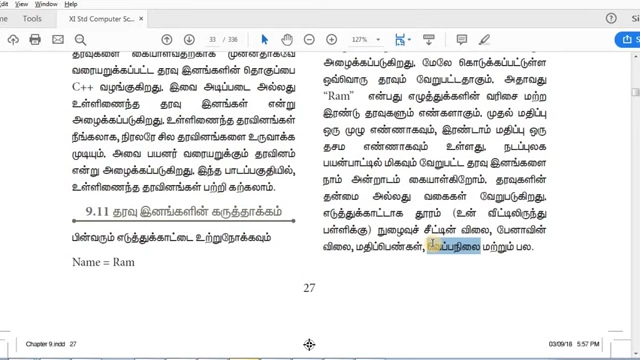 View Window Help
me Tools XI Std Computer Sc... ×
33 / 336 127%
தரவுகளை கையாள்வதற்காக முன்னதாகவே
வரையறுக்கப்பட்ட தரவு இனங்களின் தொகுப்பை
C++ வழங்குகிறது. இவை அடிப்படை அல்லது
உள்ளிணைந்த தரவு இனங்கள் என்று
அழைக்கப்படுகிறது. உள்ளிணைந்த தரவினங்கள்
நீங்கலாக, நிரலரே சில தரவினங்களை உருவாக்க
முடியும். அவை பயனர் வரையறுக்கும் தரவினம்
என்று அழைக்கப்படுகிறது. இந்த பாடப்பகுதியில்,
உள்ளிணைந்த தரவினங்கள் பற்றி கற்கலாம்.
9.11 தரவு இனங்களின் கருத்தாக்கம்
பின்வரும் எடுத்துக்காட்டை உற்றுநோக்கவும்
Name = Ram
அழைக்கப்படுகிறது. மேலே கொடுக்கப்பட்டுள்ள
ஒவ்வொரு தரவும் வேறுபட்டதாகும். அதாவது
“Ram” என்பது எழுத்துக்களின் வரிசை மற்ற
இரண்டு தரவுகளும் எண்களாகும். முதல் மதிப்பு
ஒரு முழு எண்ணாகவும், இரண்டாம் மதிப்பு ஒரு
தசம எண்ணாகவும் உள்ளது. நடப்புலக
பயன்பாட்டில் மிகவும் வேறுபட்ட தரவு இனங்களை
நாம் அன்றாடம் கையாள்கிறோம். தரவுகளின்
தன்மை அல்லது வகைகள் வேறுபடுகிறது.
எடுத்துக்காட்டாக தூரம் (உன் வீட்டிலிருந்து
பள்ளிக்கு) நுழைவுச் சீட்டின் விலை, பேனாவின்
விலை, மதிப்பெண்கள், வெப்பநிலை மற்றும் பல.
27
Chapter 9.indd 27 03/09/18 5:57 PM